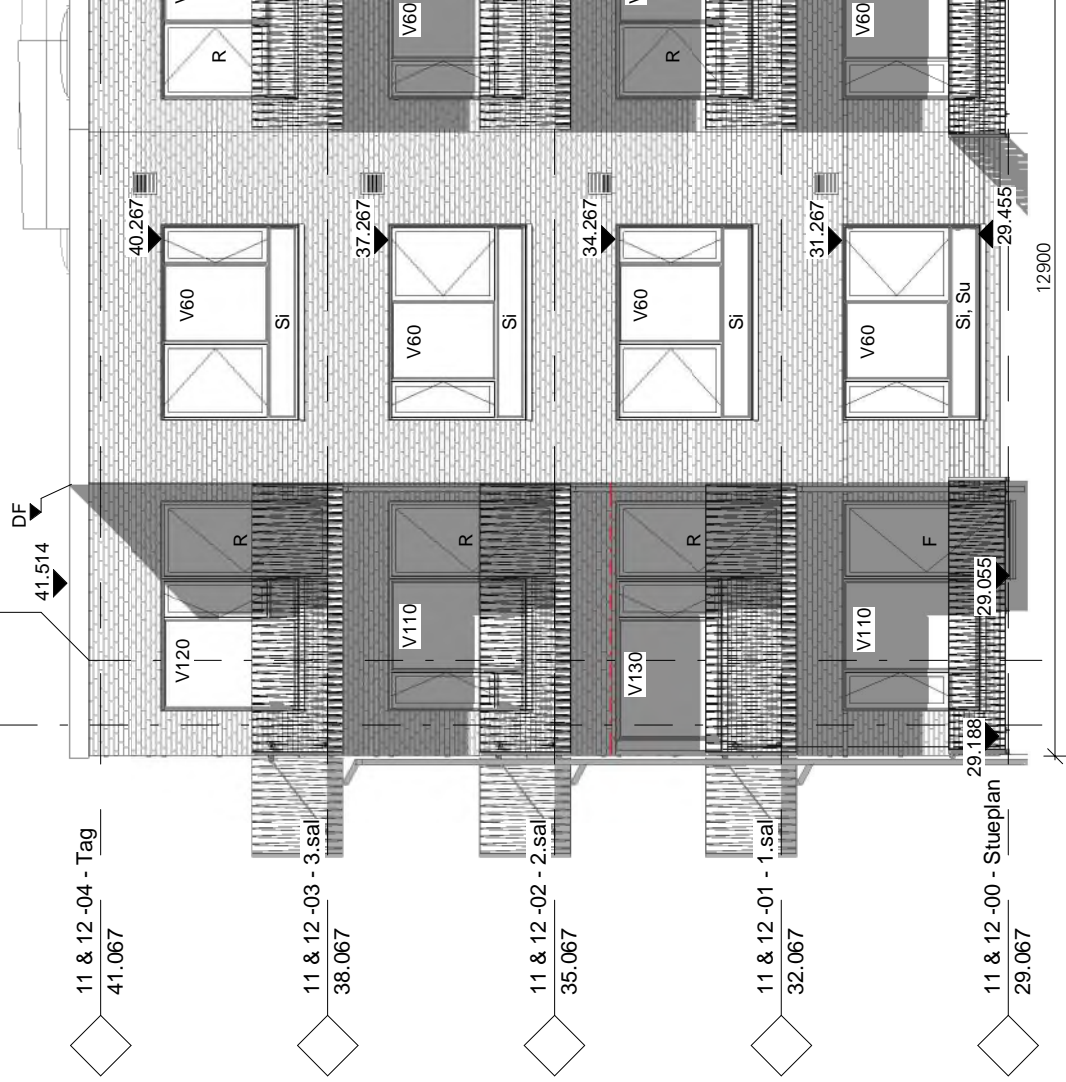 11 & 12 -04 - Tag
41.067
11 & 12 -03 - 3.sal
38.067
11 & 12 -02 - 2.sal
35.067
11 & 12 -01 - 1.sal
32.067
11 & 12 -00 - Stueplan
29.067
DF
41.514
V120
R
V110
R
V130
R
V110
F
29.188
29.055
40.267
V60
Si
37.267
V60
Si
34.267
V60
Si
31.267
V60
Si, Su
29.455
12900
R
V60
R
V60